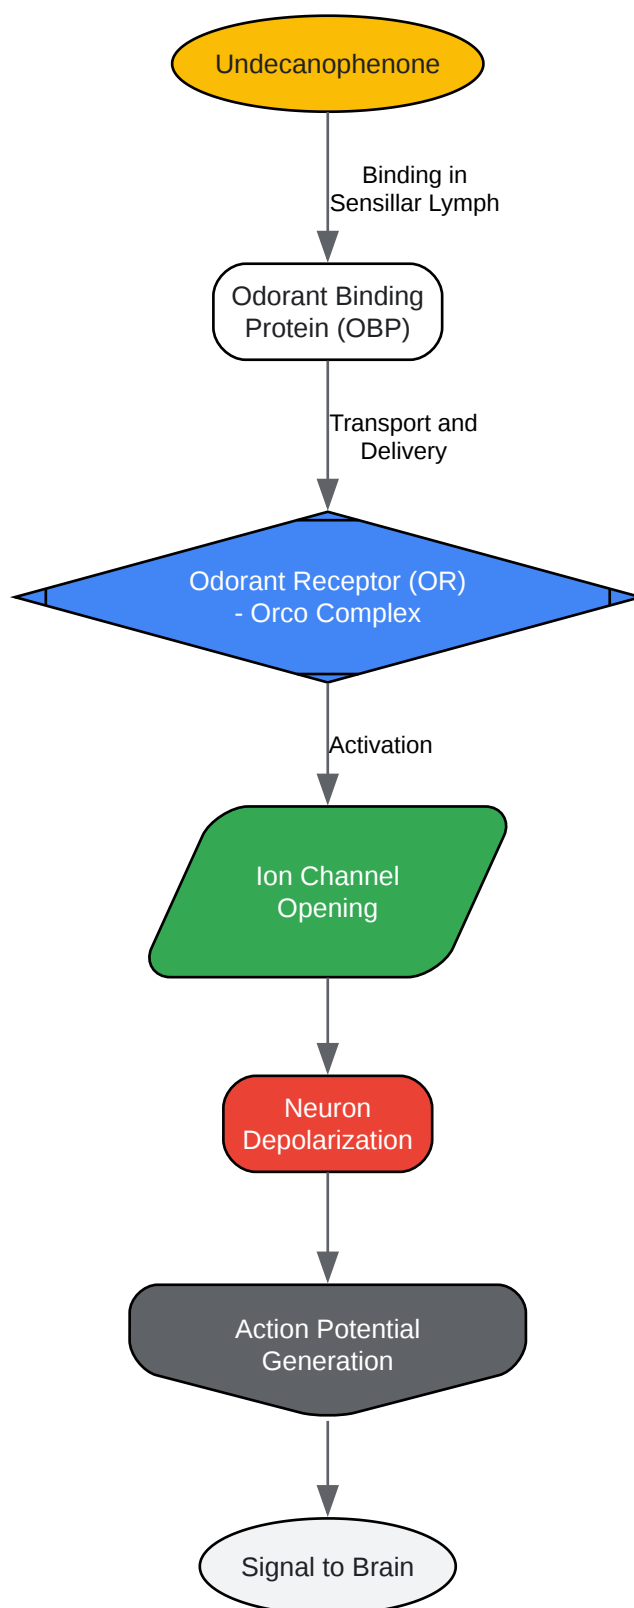 Undecanophenone
Binding in
Sensillar Lymph
Odorant Binding
Protein (OBP)
Transport and
Delivery
Odorant Receptor (OR)
- Orco Complex
Activation
Ion Channel
Opening
Neuron
Depolarization
Action Potential
Generation
Signal to Brain